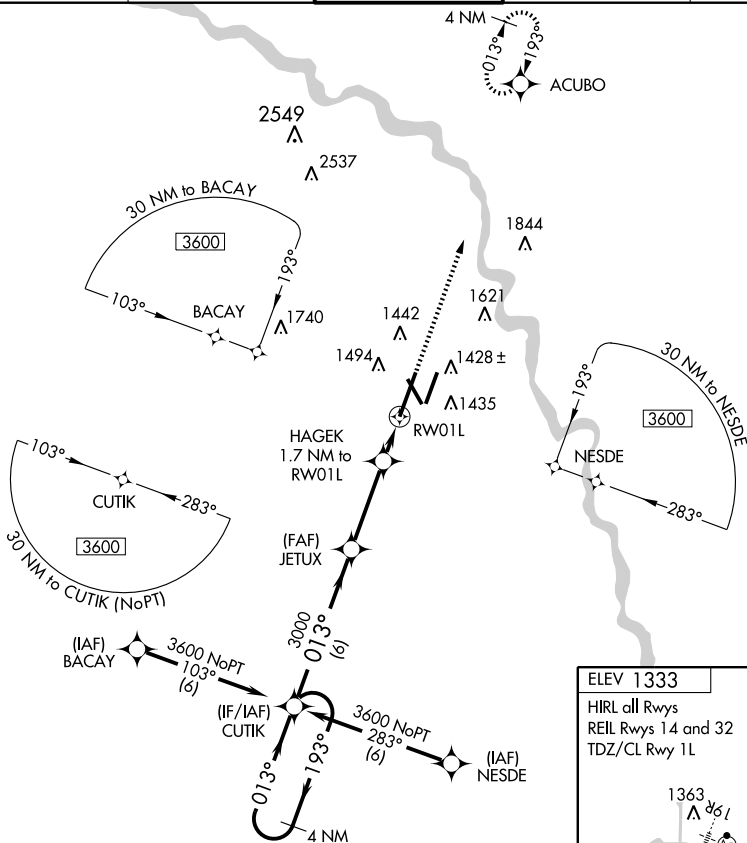 4 NM
013°
193°
ACUBO
2549
2537
30 NM to BACAY
3600
193°
103°
BACAY
1740
1844
1621
1442
1494
1428 ±
1435
RW01L
HAGEK
1.7 NM to
RW01L
30 NM to NESDE
193°
3600
NESDE
283°
103°
CUTIK
283°
3600
30 NM to CUTIK (NoPT)
(FAF)
JETUX
3000
013°
(6)
(IAF)
BACAY
3600 NoPT
103°
(6)
(IF/IAF)
CUTIK
3600 NoPT
283°
(6)
(IAF)
NESDE
013°
193°
4 NM
ELEV 1333
HIRL all Rwys
REIL Rwys 14 and 32
TDZ/CL Rwy 1L
1363
19R